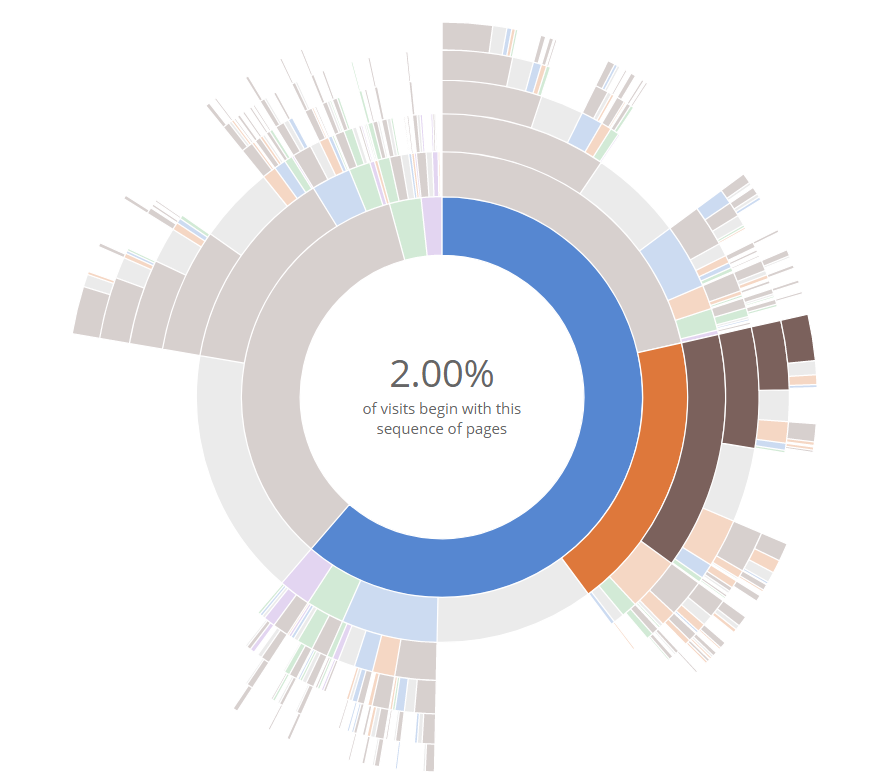 2.00%
of visits begin with this
sequence of pages